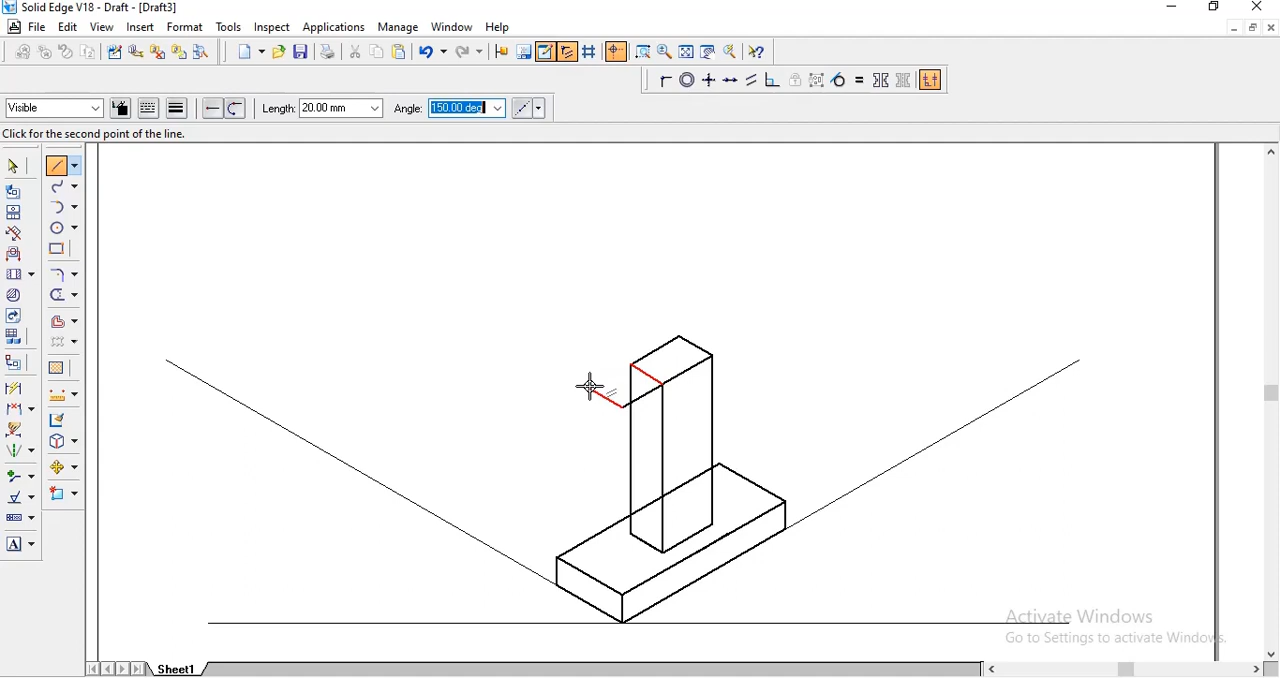 Solid Edge V18 - Draft - [Draft3]
File Edit View Insert Format Tools Inspect Applications Manage Window Help
Visible Length: 20.00 mm Angle: 150.00 deg
Click for the second point of the line.
A
Activate Windows
Go to Settings to activate Windows.
Sheet1